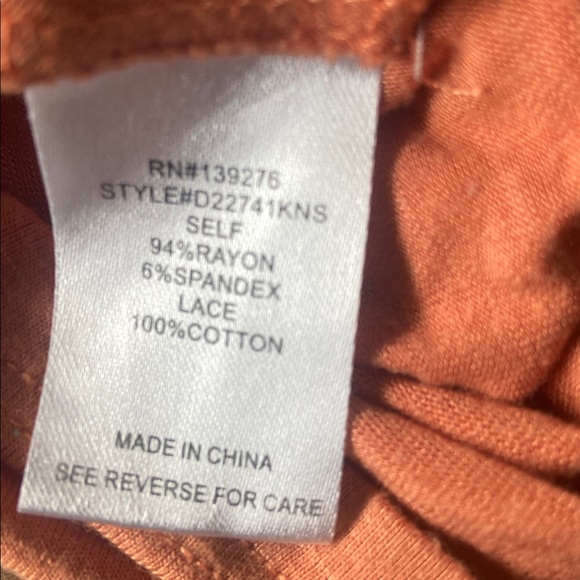 RN#139276
STYLE#D22741KNS
SELF
94%RAYON
6%SPANDEX
LACE
100%COTTON
MADE IN CHINA
SEE REVERSE FOR CARE